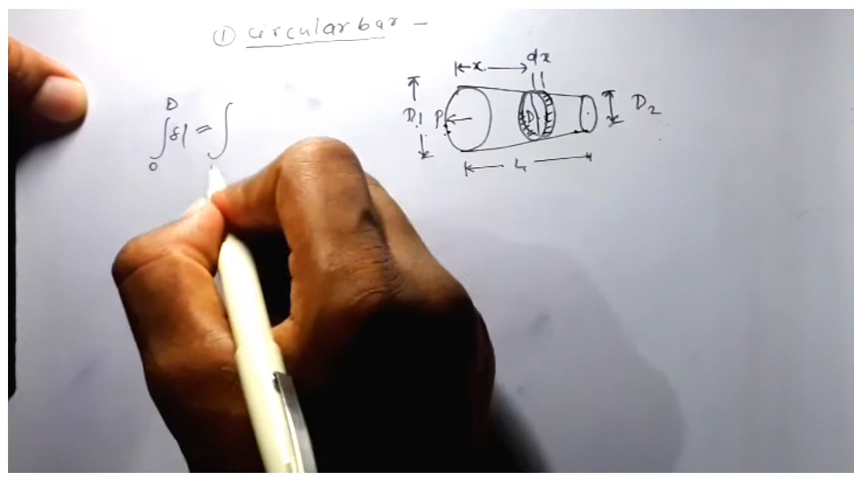 ① Circular bar -
x dx
D1 P D D2
L
D
∫δl = ∫
0